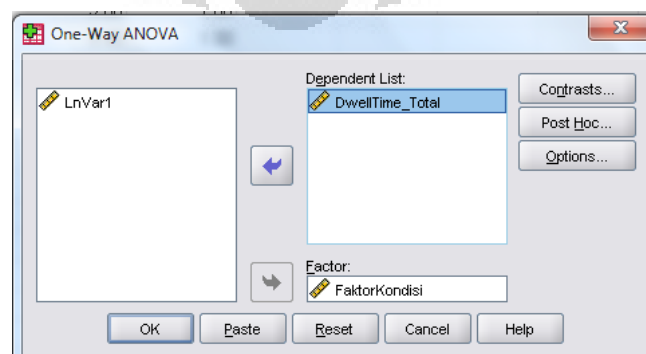 One-Way ANOVA
x
LnVar1
Dependent List:
DwellTime_Total
Contrasts...
Post Hoc...
Options...
Factor:
FaktorKondisi
OK
Paste
Reset
Cancel
Help